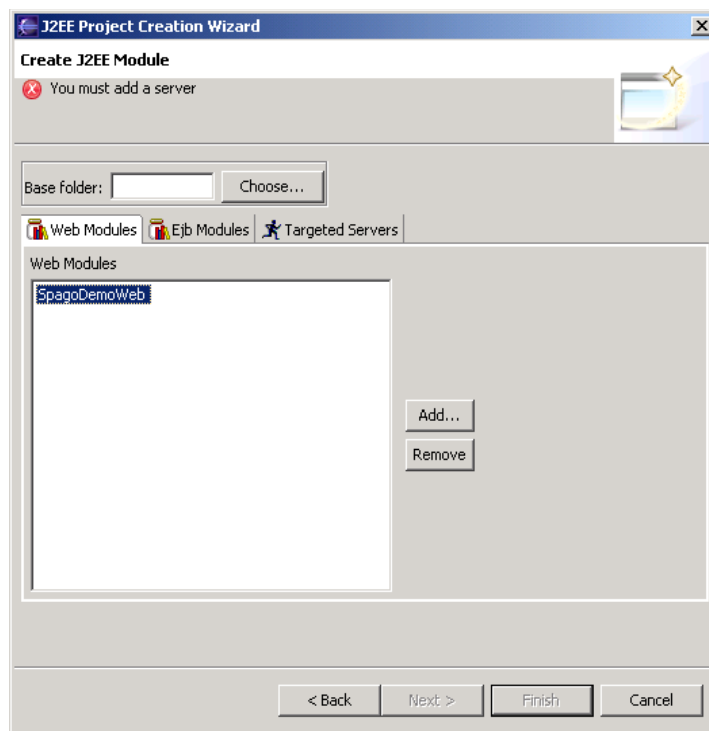 J2EE Project Creation Wizard
Create J2EE Module
You must add a server
Base folder: Choose...
Web Modules Ejb Modules Targeted Servers
Web Modules
SpagoDemoWeb
Add...
Remove
< Back Next > Finish Cancel